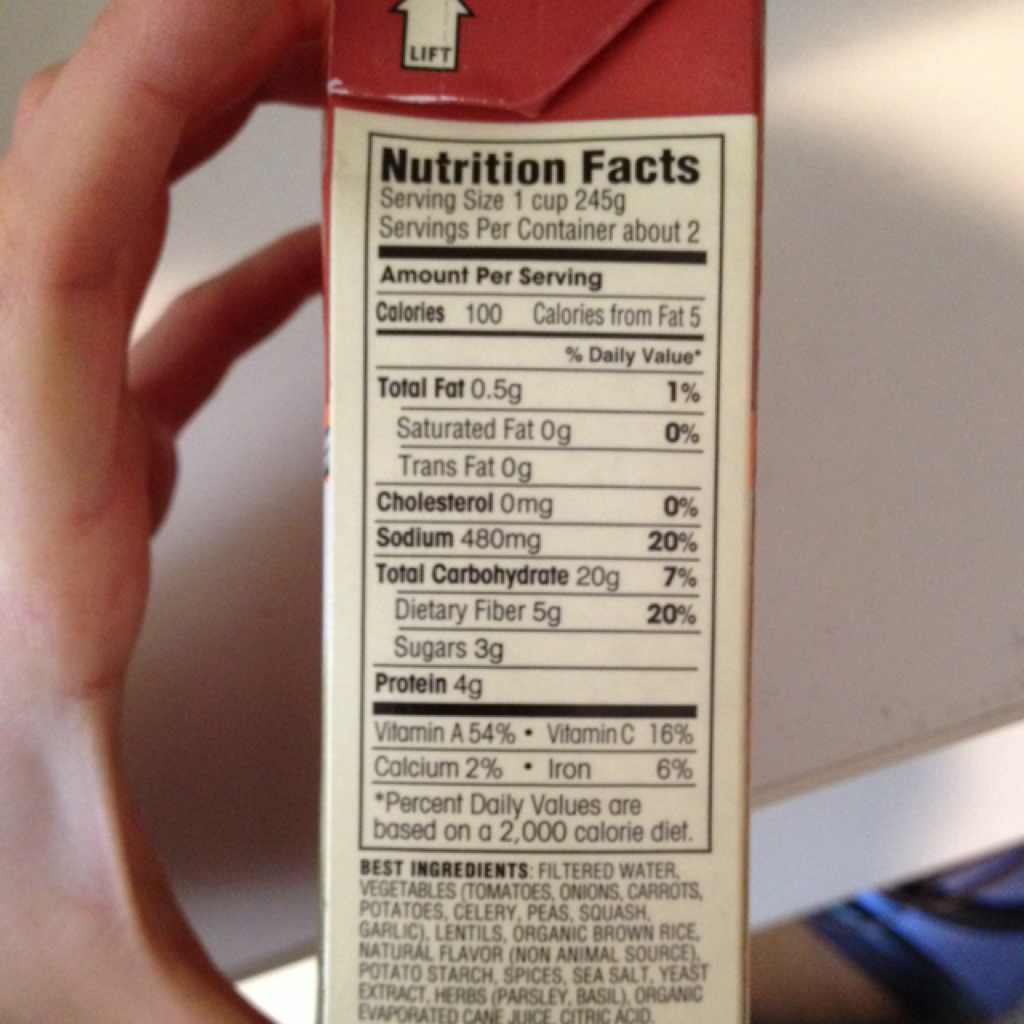 LIFT
Nutrition Facts
Serving Size 1 cup 245g
Servings Per Container about 2
Amount Per Serving
Calories 100 Calories from Fat 5
% Daily Value*
Total Fat 0.5g 1%
Saturated Fat 0g 0%
Trans Fat 0g
Cholesterol 0mg 0%
Sodium 480mg 20%
Total Carbohydrate 20g 7%
Dietary Fiber 5g 20%
Sugars 3g
Protein 4g
Vitamin A 54% • Vitamin C 16%
Calcium 2% • Iron 6%
*Percent Daily Values are
based on a 2,000 calorie diet.
BEST INGREDIENTS: FILTERED WATER,
VEGETABLES (TOMATOES, ONIONS, CARROTS,
POTATOES, CELERY, PEAS, SQUASH,
GARLIC), LENTILS, ORGANIC BROWN RICE,
NATURAL FLAVOR (NON ANIMAL SOURCE),
POTATO STARCH, SPICES, SEA SALT, YEAST
EXTRACT, HERBS (PARSLEY, BASIL), ORGANIC
EVAPORATED CANE JUICE, CITRIC ACID.